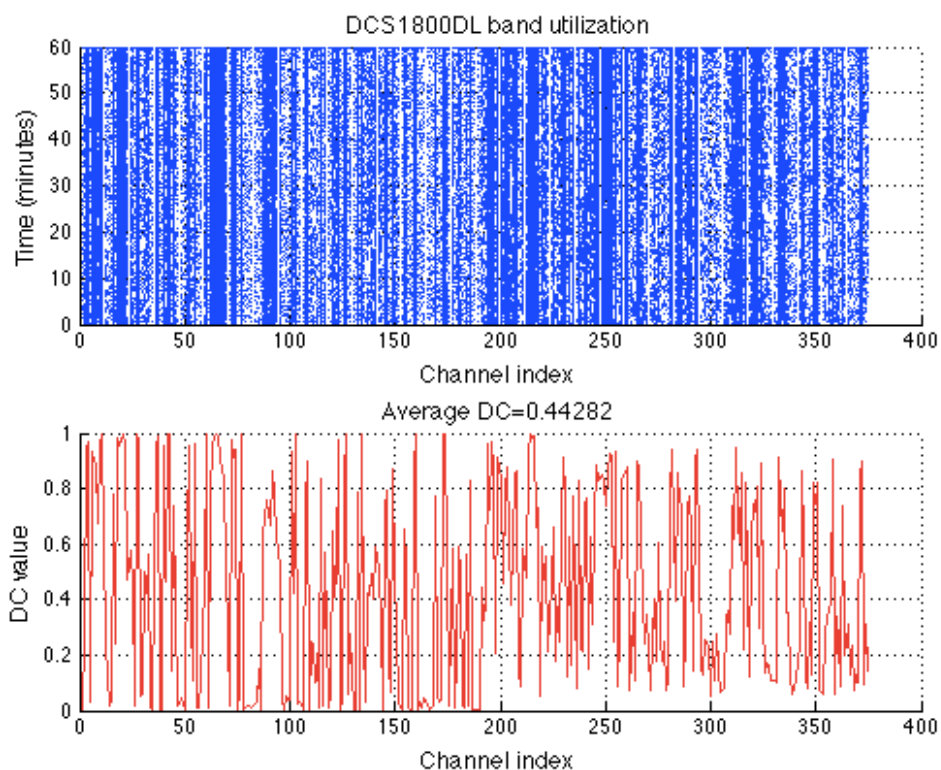 DCS1800DL band utilization
Time (minutes)
60
50
40
30
20
10
0
0 50 100 150 200 250 300 350 400
Channel index
Average DC=0.44282
DC value
1
0.8
0.6
0.4
0.2
0
0 50 100 150 200 250 300 350 400
Channel index